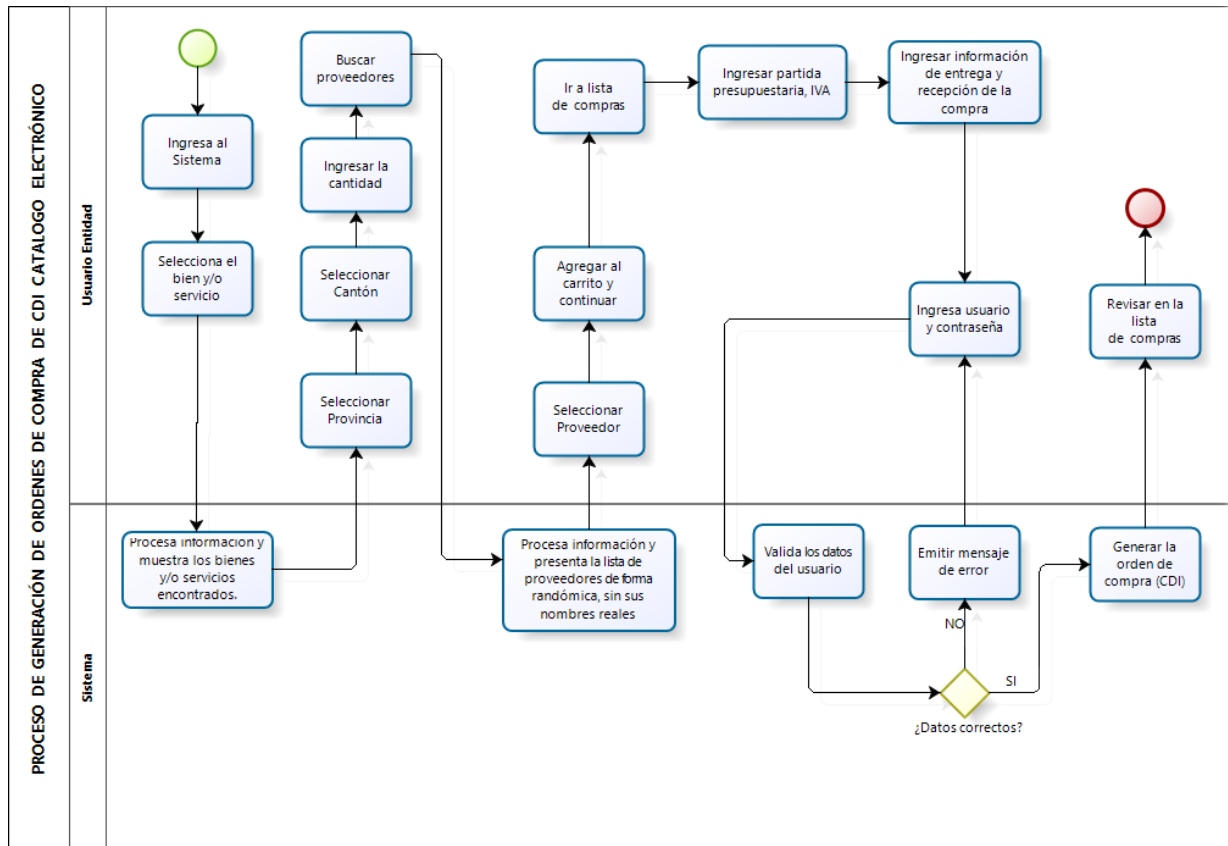 PROCESO DE GENERACIÓN DE ORDENES DE COMPRA DE CDI CATALOGO ELECTRÓNICO
Usuario Entidad
Ingresa al
Sistema
Selecciona el
bien y/o
servicio
Buscar
proveedores
Ingresar la
cantidad
Seleccionar
Cantón
Seleccionar
Provincia
Ir a lista
de compras
Agregar al
carrito y
continuar
Seleccionar
Proveedor
Ingresar partida
presupuestaria, IVA
Ingresar información
de entrega y
recepción de la
compra
Ingresa usuario
y contraseña
Revisar en la
lista
de compras
Sistema
Procesa información y
muestra los bienes
y/o servicios
encontrados.
Procesa información y
presenta la lista de
proveedores de forma
randómica, sin sus
nombres reales
Valida los datos
del usuario
Emitir mensaje
de error
Generar la
orden de
compra (CDI)
NO
SI
¿Datos correctos?